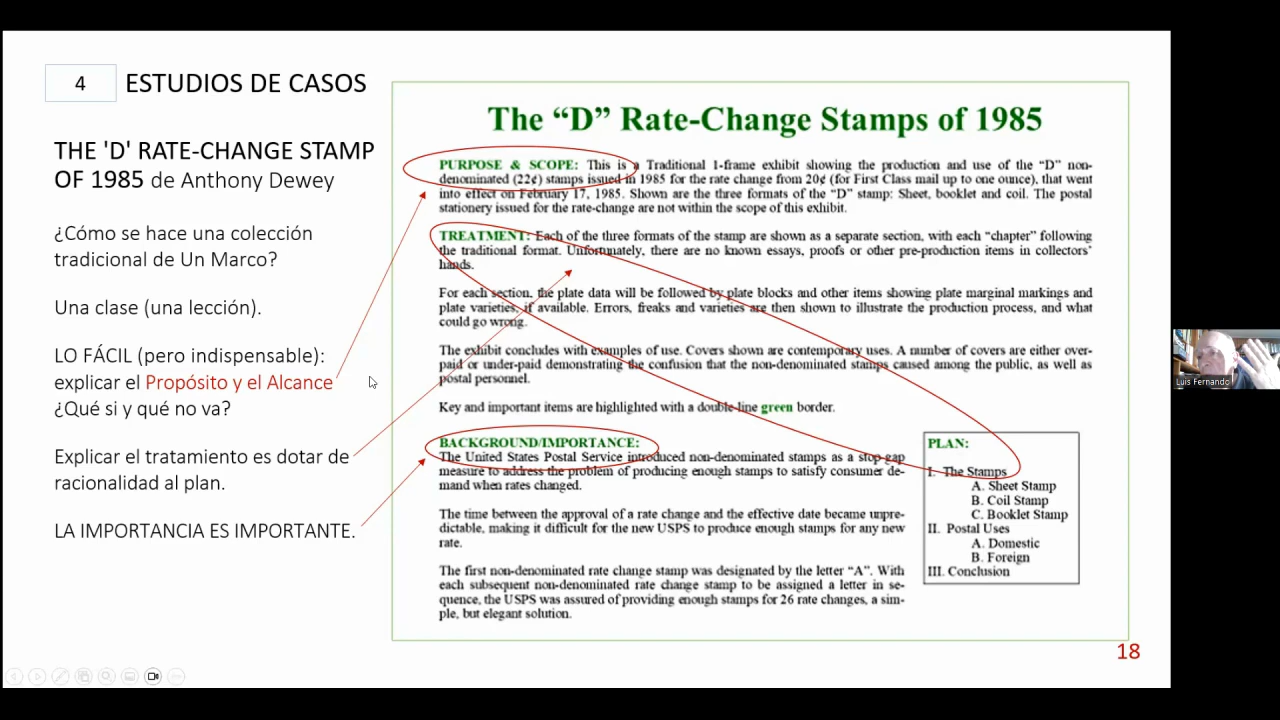 4
ESTUDIOS DE CASOS
THE 'D' RATE-CHANGE STAMP
OF 1985 de Anthony Dewey
¿Cómo se hace una colección
tradicional de Un Marco?
Una clase (una lección).
LO FÁCIL (pero indispensable):
explicar el Propósito y el Alcance
¿Qué si y qué no va?
Explicar el tratamiento es dotar de
racionalidad al plan.
LA IMPORTANCIA ES IMPORTANTE.
The “D” Rate-Change Stamps of 1985
PURPOSE & SCOPE: This is a Traditional 1-frame exhibit showing the production and use of the “D” non-
denominated (22¢) stamps issued in 1985 for the rate change from 20¢ (for First Class mail up to one ounce), that went
into effect on February 17, 1985. Shown are the three formats of the “D” stamp: Sheet, booklet and coil. The postal
stationery issued for the rate-change are not within the scope of this exhibit.
TREATMENT: Each of the three formats of the stamp are shown as a separate section, with each “chapter” following
the traditional format. Unfortunately, there are no known essays, proofs or other pre-production items in collectors’
hands.
For each section, the plate data will be followed by plate blocks and other items showing plate marginal markings and
plate varieties, if available. Errors, freaks and varieties are then shown to illustrate the production process, and what
could go wrong.
The exhibit concludes with examples of use. Covers shown are contemporary uses. A number of covers are either over-
paid or under-paid demonstrating the confusion that the non-denominated stamps caused among the public, as well as
postal personnel.
Key and important items are highlighted with a double-line green border.
BACKGROUND/IMPORTANCE:
The United States Postal Service introduced non-denominated stamps as a stop-gap
measure to address the problem of producing enough stamps to satisfy consumer de-
mand when rates changed.
The time between the approval of a rate change and the effective date became unpre-
dictable, making it difficult for the new USPS to produce enough stamps for any new
rate.
The first non-denominated rate change stamp was designated by the letter “A”. With
each subsequent non-denominated rate change stamp to be assigned a letter in se-
quence, the USPS was assured of providing enough stamps for 26 rate changes, a sim-
ple, but elegant solution.
PLAN:
I. The Stamps
A. Sheet Stamp
B. Coil Stamp
C. Booklet Stamp
II. Postal Uses
A. Domestic
B. Foreign
III. Conclusion
18
Luis Fernando